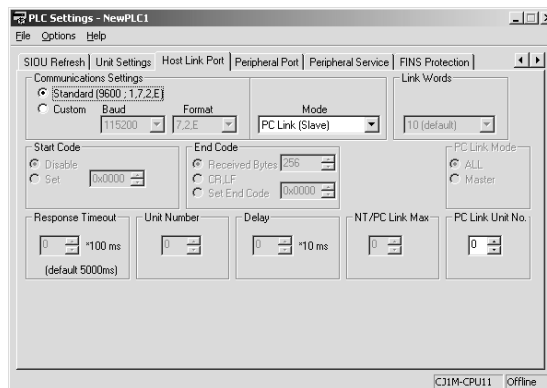 PLC Settings - NewPLC1
File Options Help
SIOU Refresh Unit Settings Host Link Port Peripheral Port Peripheral Service FINS Protection
Communications Settings
Standard (9600 ; 1,7,2,E)
Custom Baud Format
115200 7,2,E
Mode
PC Link (Slave)
Link Words
10 (default)
Start Code
Disable
Set 0x0000
End Code
Received Bytes 256
CR,LF
Set End Code 0x0000
PC Link Mode
ALL
Master
Response Timeout
0 *100 ms
(default 5000ms)
Unit Number
0
Delay
0 *10 ms
NT/PC Link Max
0
PC Link Unit No.
0
CJ1M-CPU11 Offline